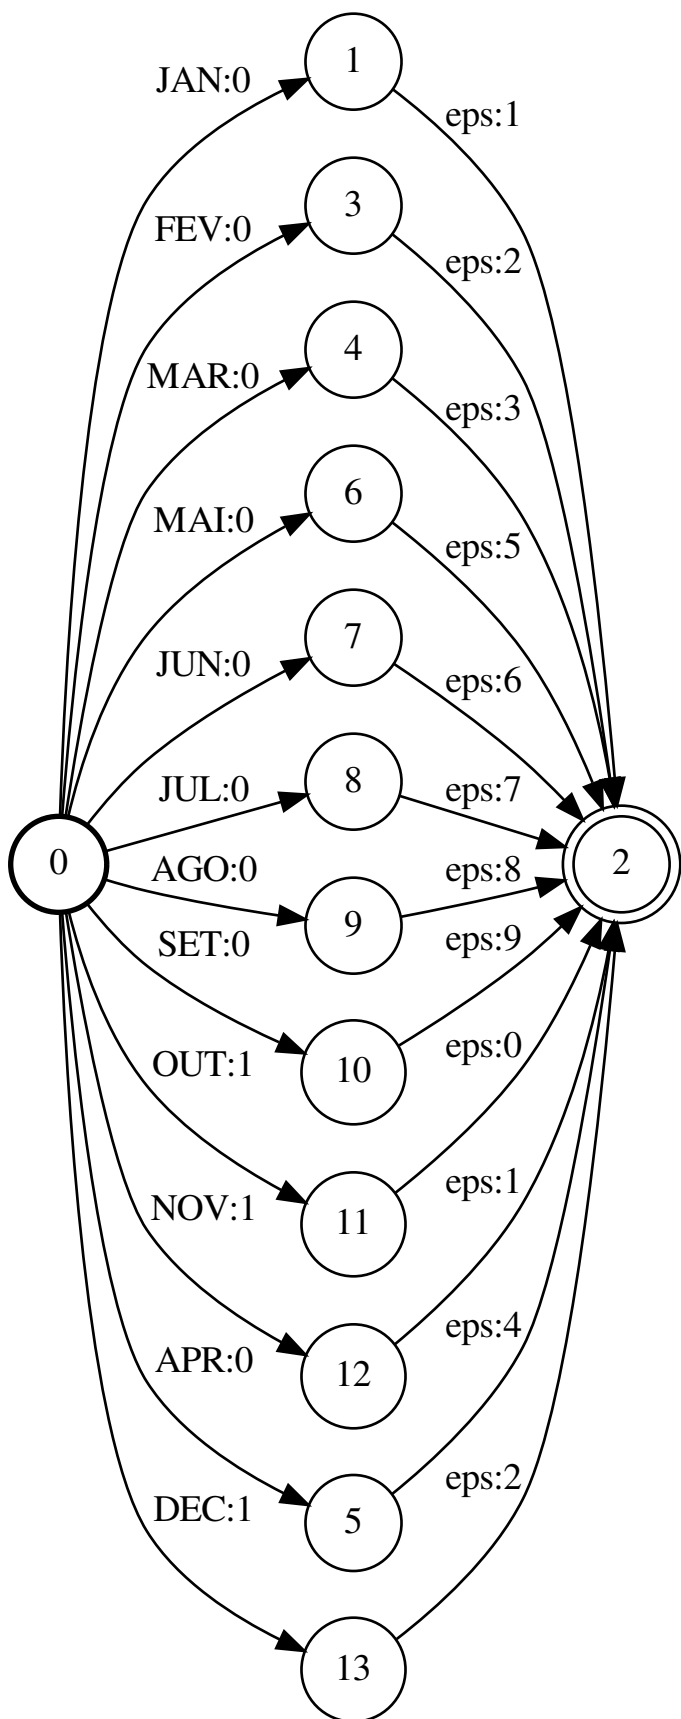 1
JAN:0
eps:1
3
FEV:0
eps:2
4
MAR:0
eps:3
6
MAI:0
eps:5
7
JUN:0
eps:6
8
JUL:0
eps:7
0
AGO:0
eps:8
2
9
SET:0
eps:9
10
OUT:1
eps:0
11
NOV:1
eps:1
12
APR:0
eps:4
5
DEC:1
eps:2
13